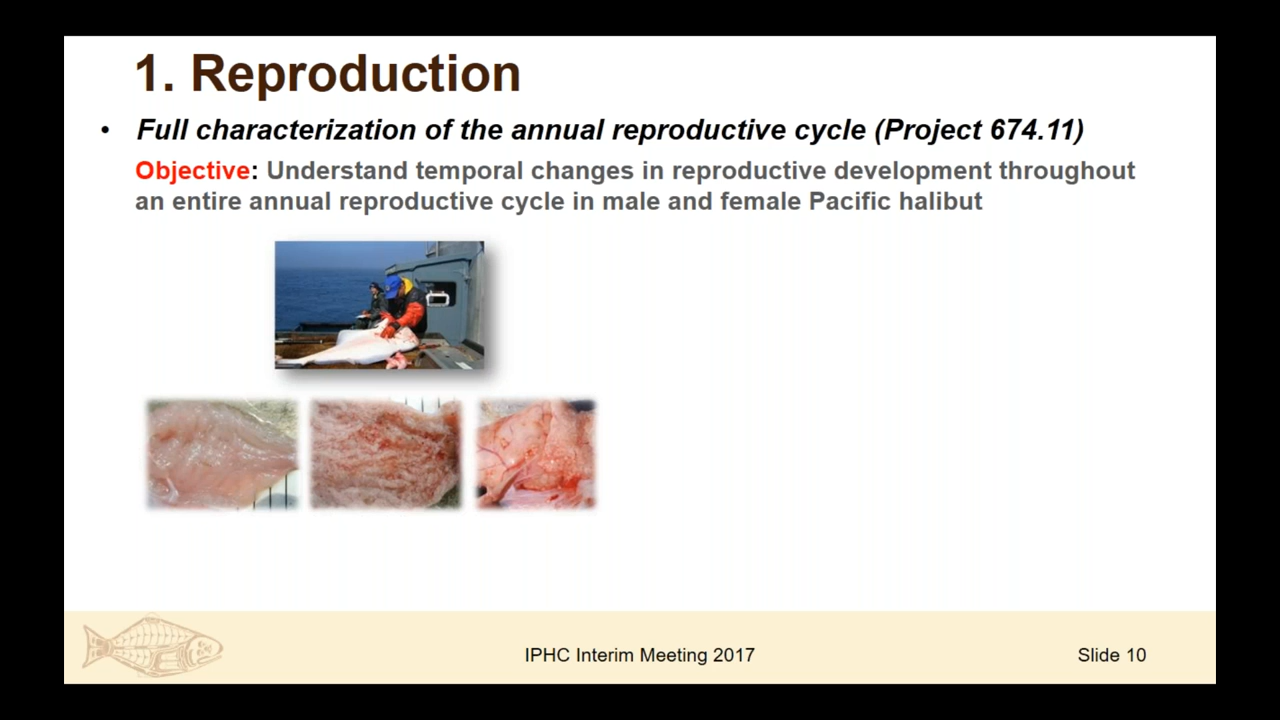 1. Reproduction
• Full characterization of the annual reproductive cycle (Project 674.11)
Objective: Understand temporal changes in reproductive development throughout
an entire annual reproductive cycle in male and female Pacific halibut
IPHC Interim Meeting 2017
Slide 10